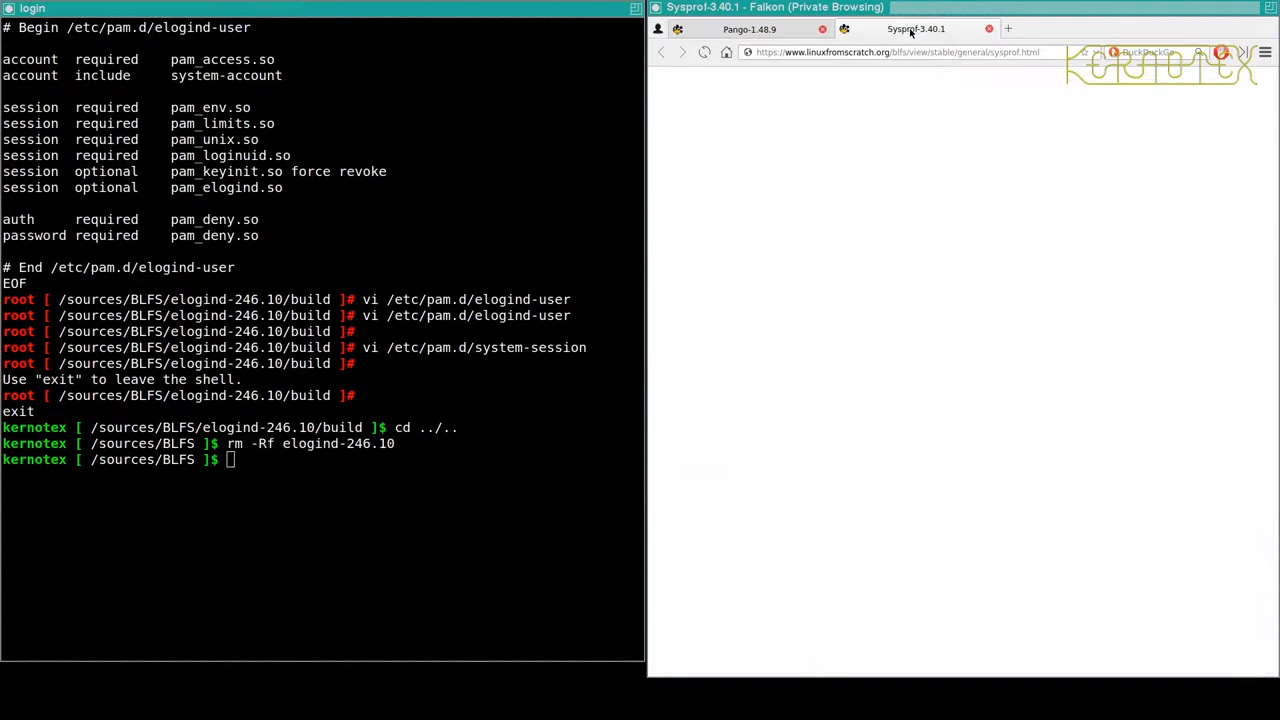 login
# Begin /etc/pam.d/elogind-user
account  required    pam_access.so
account  include     system-account
session  required    pam_env.so
session  required    pam_limits.so
session  required    pam_unix.so
session  required    pam_loginuid.so
session  optional    pam_keyinit.so force revoke
session  optional    pam_elogind.so
auth     required    pam_deny.so
password required    pam_deny.so
# End /etc/pam.d/elogind-user
EOF
root [ /sources/BLFS/elogind-246.10/build ]# vi /etc/pam.d/elogind-user
root [ /sources/BLFS/elogind-246.10/build ]# vi /etc/pam.d/elogind-user
root [ /sources/BLFS/elogind-246.10/build ]#
root [ /sources/BLFS/elogind-246.10/build ]# vi /etc/pam.d/system-session
root [ /sources/BLFS/elogind-246.10/build ]#
Use "exit" to leave the shell.
root [ /sources/BLFS/elogind-246.10/build ]#
exit
kernotex [ /sources/BLFS/elogind-246.10/build ]$ cd ../..
kernotex [ /sources/BLFS ]$ rm -Rf elogind-246.10
kernotex [ /sources/BLFS ]$
Sysprof-3.40.1 - Falkon (Private Browsing)
Pango-1.48.9
Sysprof-3.40.1
https://www.linuxfromscratch.org/blfs/view/stable/general/sysprof.html
DuckDuckGo
KERNOTEX